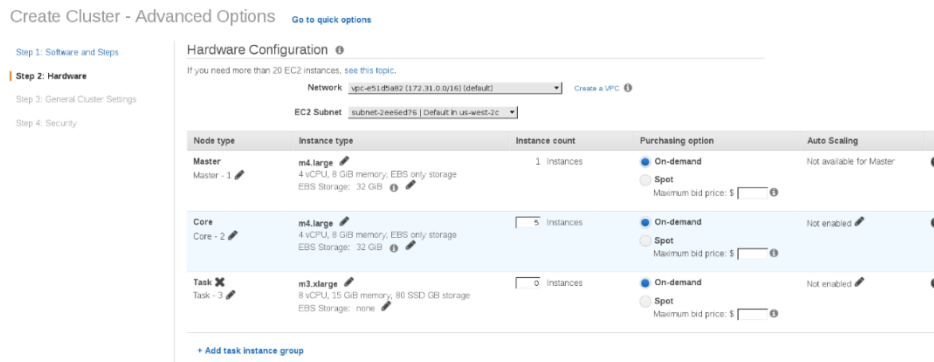 Create Cluster - Advanced Options Go to quick options
Step 1: Software and Steps
Step 2: Hardware
Step 3: General Cluster Settings
Step 4: Security
Hardware Configuration
If you need more than 20 EC2 instances, see this topic.
Network vpc-e51d5a82 (172.31.0.0/16) (default) Create a VPC
EC2 Subnet subnet-2ee6ed76 | Default in us-west-2c
Node type Instance type Instance count Purchasing option Auto Scaling
Master m4.large 1 Instances On-demand Not available for Master
Master - 1 4 vCPU, 8 GiB memory, EBS only storage Spot
EBS Storage: 32 GiB Maximum bid price: $
Core m4.large 5 Instances On-demand Not enabled
Core - 2 4 vCPU, 8 GiB memory, EBS only storage Spot
EBS Storage: 32 GiB Maximum bid price: $
Task m3.xlarge 0 Instances On-demand Not enabled
Task - 3 8 vCPU, 15 GiB memory, 80 SSD GB storage Spot
EBS Storage: none Maximum bid price: $
+ Add task instance group